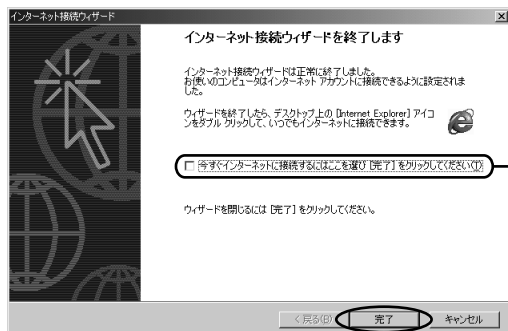 インターネット接続ウィザード
インターネット接続ウィザードを終了します
インターネット接続ウィザードは正常に終了しました。
お使いのコンピュータはインターネット アカウントに接続できるように設定されま
した。
ウィザードを終了したら、デスクトップ上の [Internet Explorer] アイコ
ンをダブル クリックして、いつでもインターネットに接続できます。
今すぐインターネットに接続するにはここを選び [完了] をクリックしてください(T)
ウィザードを閉じるには [完了] をクリックしてください。
< 戻る(B)
完了
キャンセル